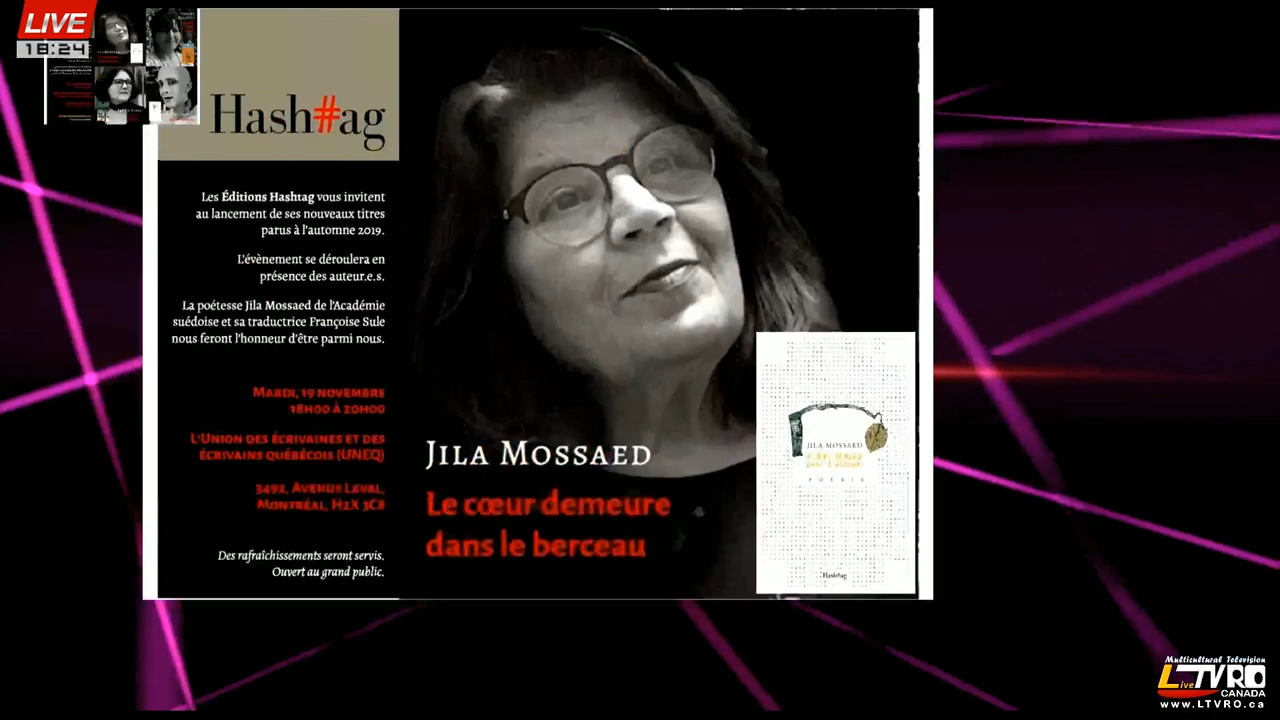 LIVE
18:24
Hash#ag
Les Éditions Hashtag vous invitent
au lancement de ses nouveaux titres
parus à l'automne 2019.
L'évènement se déroulera en
présence des auteur.e.s.
La poétesse Jila Mossaed de l'Académie
suédoise et sa traductrice Françoise Sule
nous feront l'honneur d'être parmi nous.
Mardi, 19 novembre
18h00 à 20h00
L'Union des écrivaines et des
écrivains québécois (UNEQ)
3492, Avenue Laval,
Montréal, H2X 3C8
Des rafraîchissements seront servis.
Ouvert au grand public.
Jila Mossaed
Le cœur demeure
dans le berceau
JILA MOSSAED
POÉSIE
Hash#ag
Multicultural Television
Live TVRO
CANADA
www.LTVRO.ca